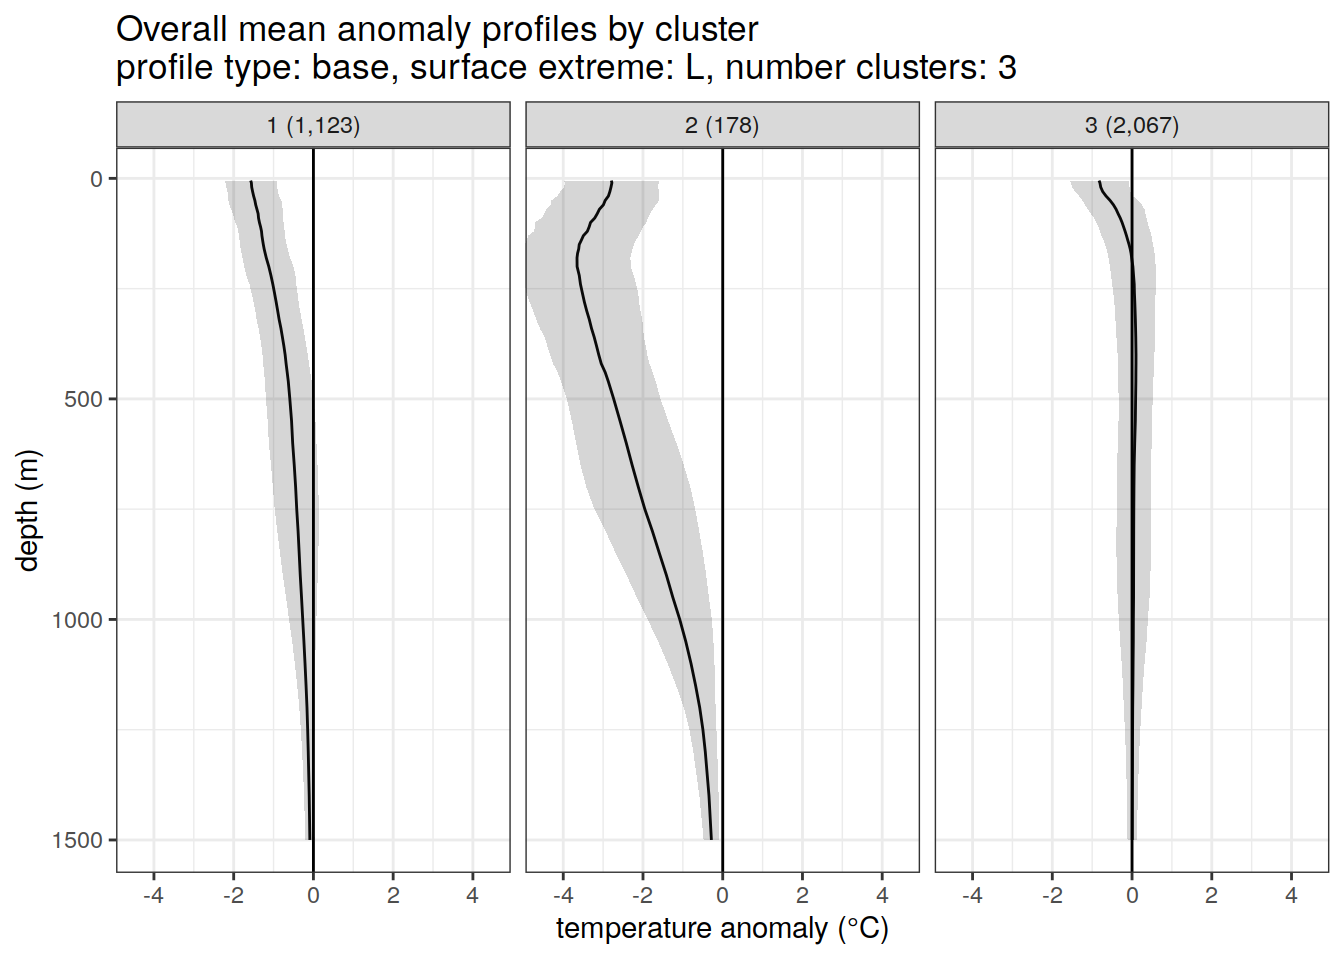 Overall mean anomaly profiles by cluster
profile type: base, surface extreme: L, number clusters: 3
1 (1,123)
2 (178)
3 (2,067)
0
500
1000
1500
depth (m)
-4 -2 0 2 4
-4 -2 0 2 4
-4 -2 0 2 4
temperature anomaly (°C)